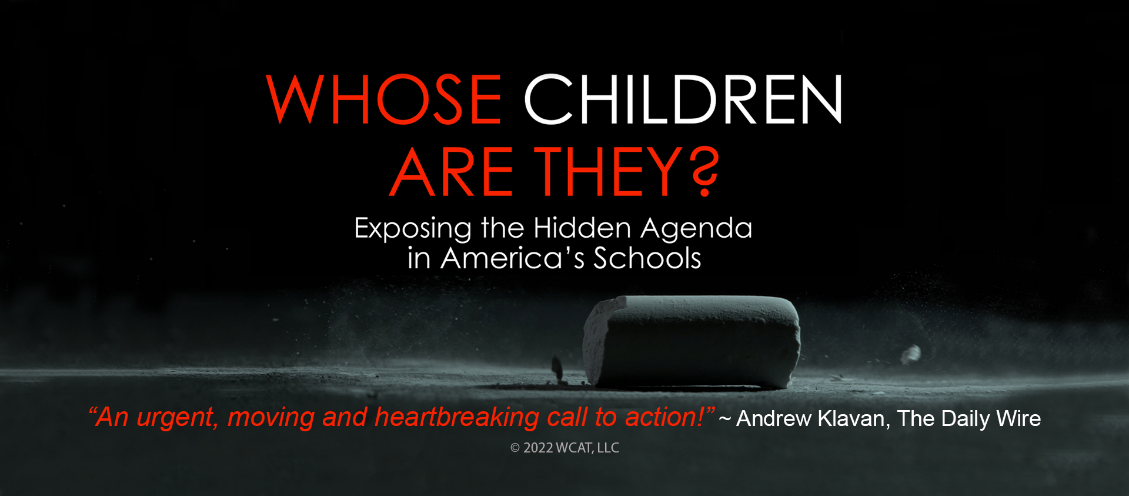 WHOSE CHILDREN
ARE THEY?
Exposing the Hidden Agenda
in America’s Schools
“An urgent, moving and heartbreaking call to action!” ~ Andrew Klavan, The Daily Wire
© 2022 WCAT, LLC